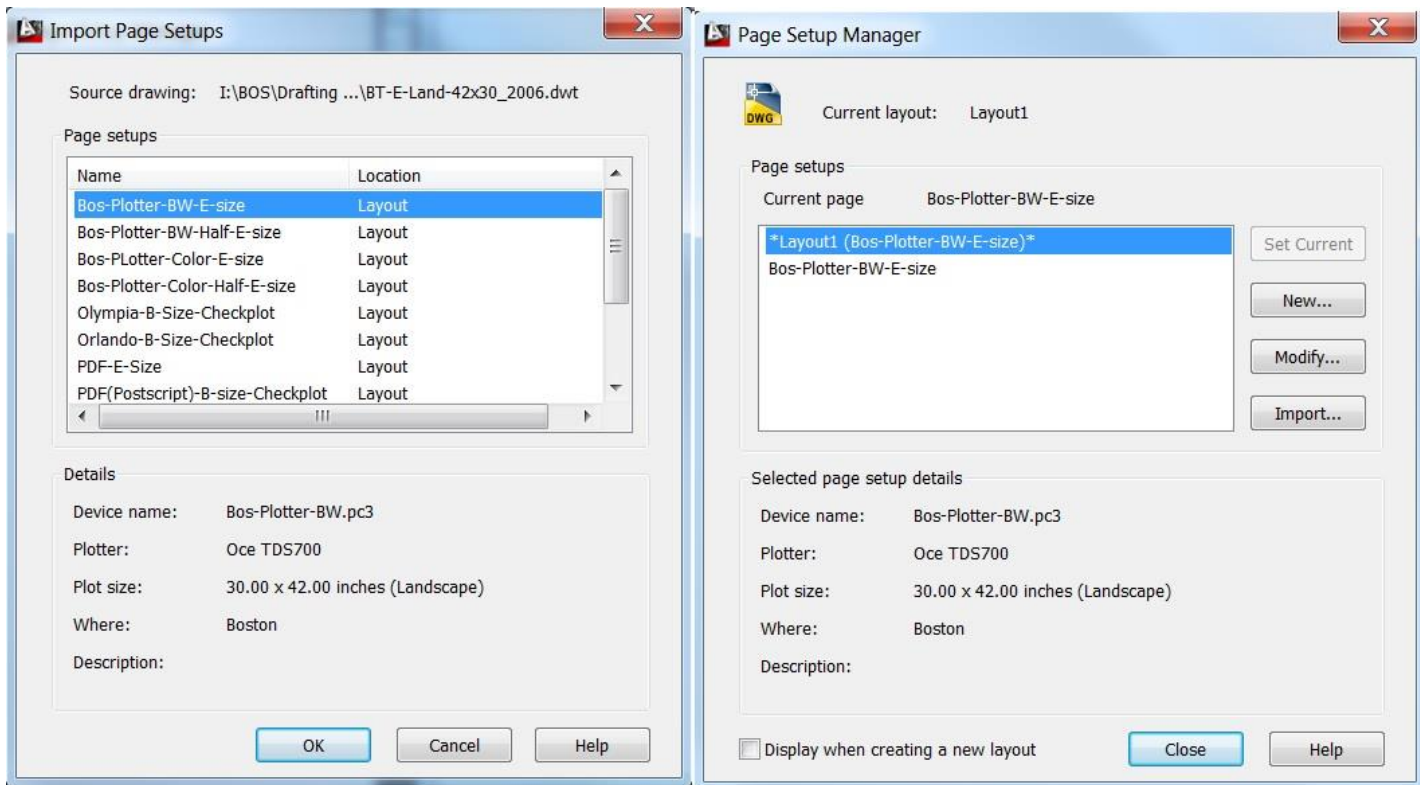 Import Page Setups
Source drawing: I:\BOS\Drafting ...\BT-E-Land-42x30_2006.dwt
Page setups
Name Location
Bos-Plotter-BW-E-size Layout
Bos-Plotter-BW-Half-E-size Layout
Bos-PLotter-Color-E-size Layout
Bos-Plotter-Color-Half-E-size Layout
Olympia-B-Size-Checkplot Layout
Orlando-B-Size-Checkplot Layout
PDF-E-Size Layout
PDF(Postscript)-B-size-Checkplot Layout
Details
Device name: Bos-Plotter-BW.pc3
Plotter: Oce TDS700
Plot size: 30.00 x 42.00 inches (Landscape)
Where: Boston
Description:
OK Cancel Help
Page Setup Manager
DWG
Current layout: Layout1
Page setups
Current page Bos-Plotter-BW-E-size
*Layout1 (Bos-Plotter-BW-E-size)*
Bos-Plotter-BW-E-size
Set Current
New...
Modify...
Import...
Selected page setup details
Device name: Bos-Plotter-BW.pc3
Plotter: Oce TDS700
Plot size: 30.00 x 42.00 inches (Landscape)
Where: Boston
Description:
Display when creating a new layout
Close Help